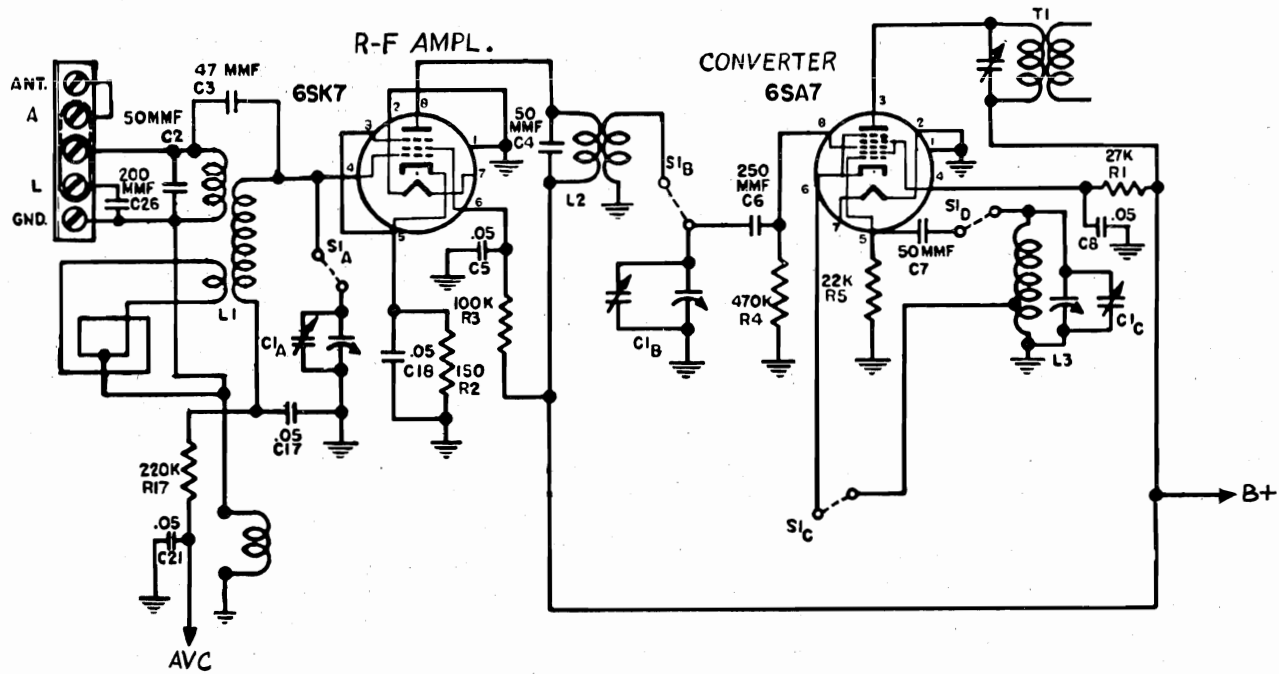 R-F AMPL.
6SK7
CONVERTER
6SA7
T1
ANT.
A
L
GND.
47 MMF
C3
50MMF
C2
200
MMF
C26
L1
S1A
C1A
.05
C17
220K
R17
.05
C21
AVC
2
8
3
4
1
7
6
5
.05
C18
150
R2
.05
C5
100K
R3
50
MMF
C4
L2
S1B
C1B
250
MMF
C6
470K
R4
3
8
2
1
4
6
7
5
22K
R5
50MMF
C7
S1D
S1C
27K
R1
.05
C8
C1C
L3
B+